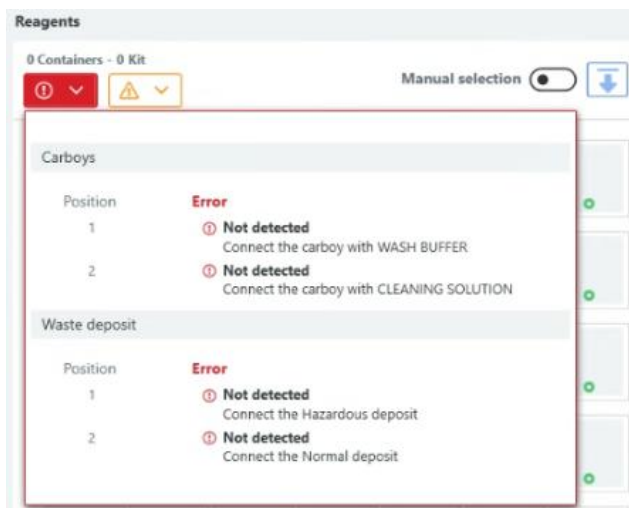 Reagents
0 Containers - 0 Kit
Manual selection
Carboys
Position Error
1 Not detected
Connect the carboy with WASH BUFFER
2 Not detected
Connect the carboy with CLEANING SOLUTION
Waste deposit
Position Error
1 Not detected
Connect the Hazardous deposit
2 Not detected
Connect the Normal deposit